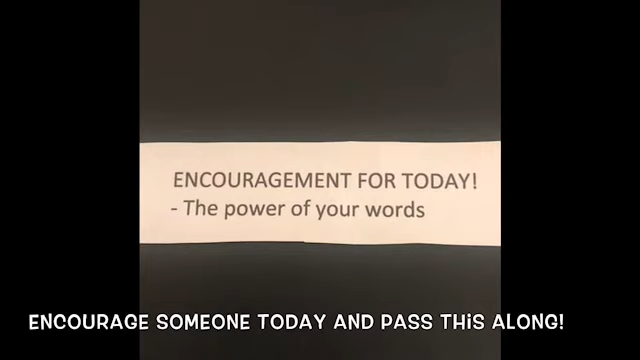 ENCOURAGEMENT FOR TODAY!
- The power of your words
ENCOURAGE SOMEONE TODAY AND PASS THiS ALONG!